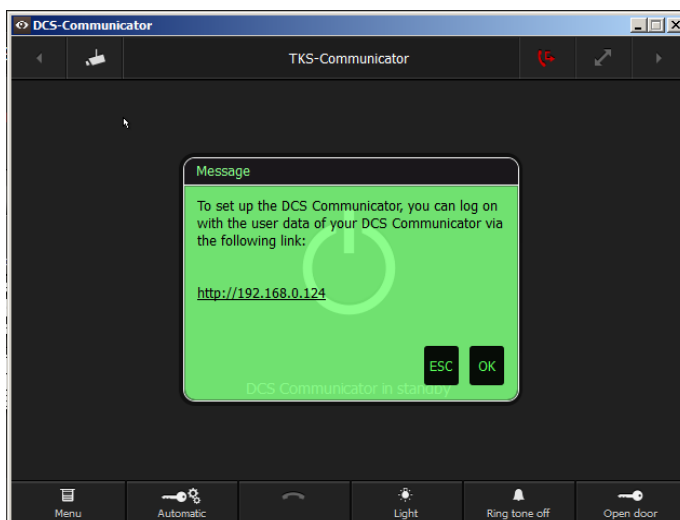 DCS-Communicator
TKS-Communicator
Message
To set up the DCS Communicator, you can log on
with the user data of your DCS Communicator via
the following link:
http://192.168.0.124
ESC OK
DCS Communicator in standby
Menu Automatic Light Ring tone off Open door